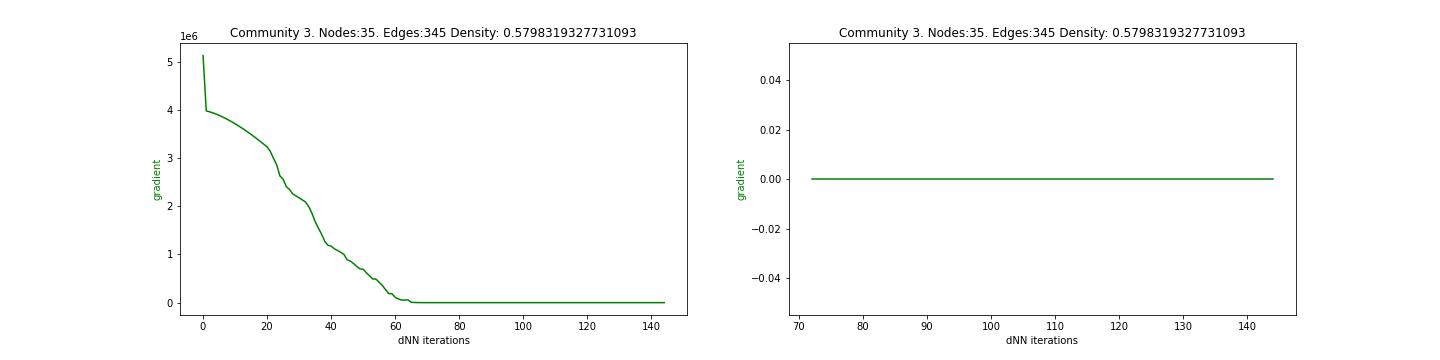 Community 3. Nodes:35. Edges:345 Density: 0.5798319327731093
1e6
5
4
3
2
1
0
gradient
0 20 40 60 80 100 120 140
dNN iterations
Community 3. Nodes:35. Edges:345 Density: 0.5798319327731093
0.04
0.02
0.00
−0.02
−0.04
gradient
70 80 90 100 110 120 130 140
dNN iterations